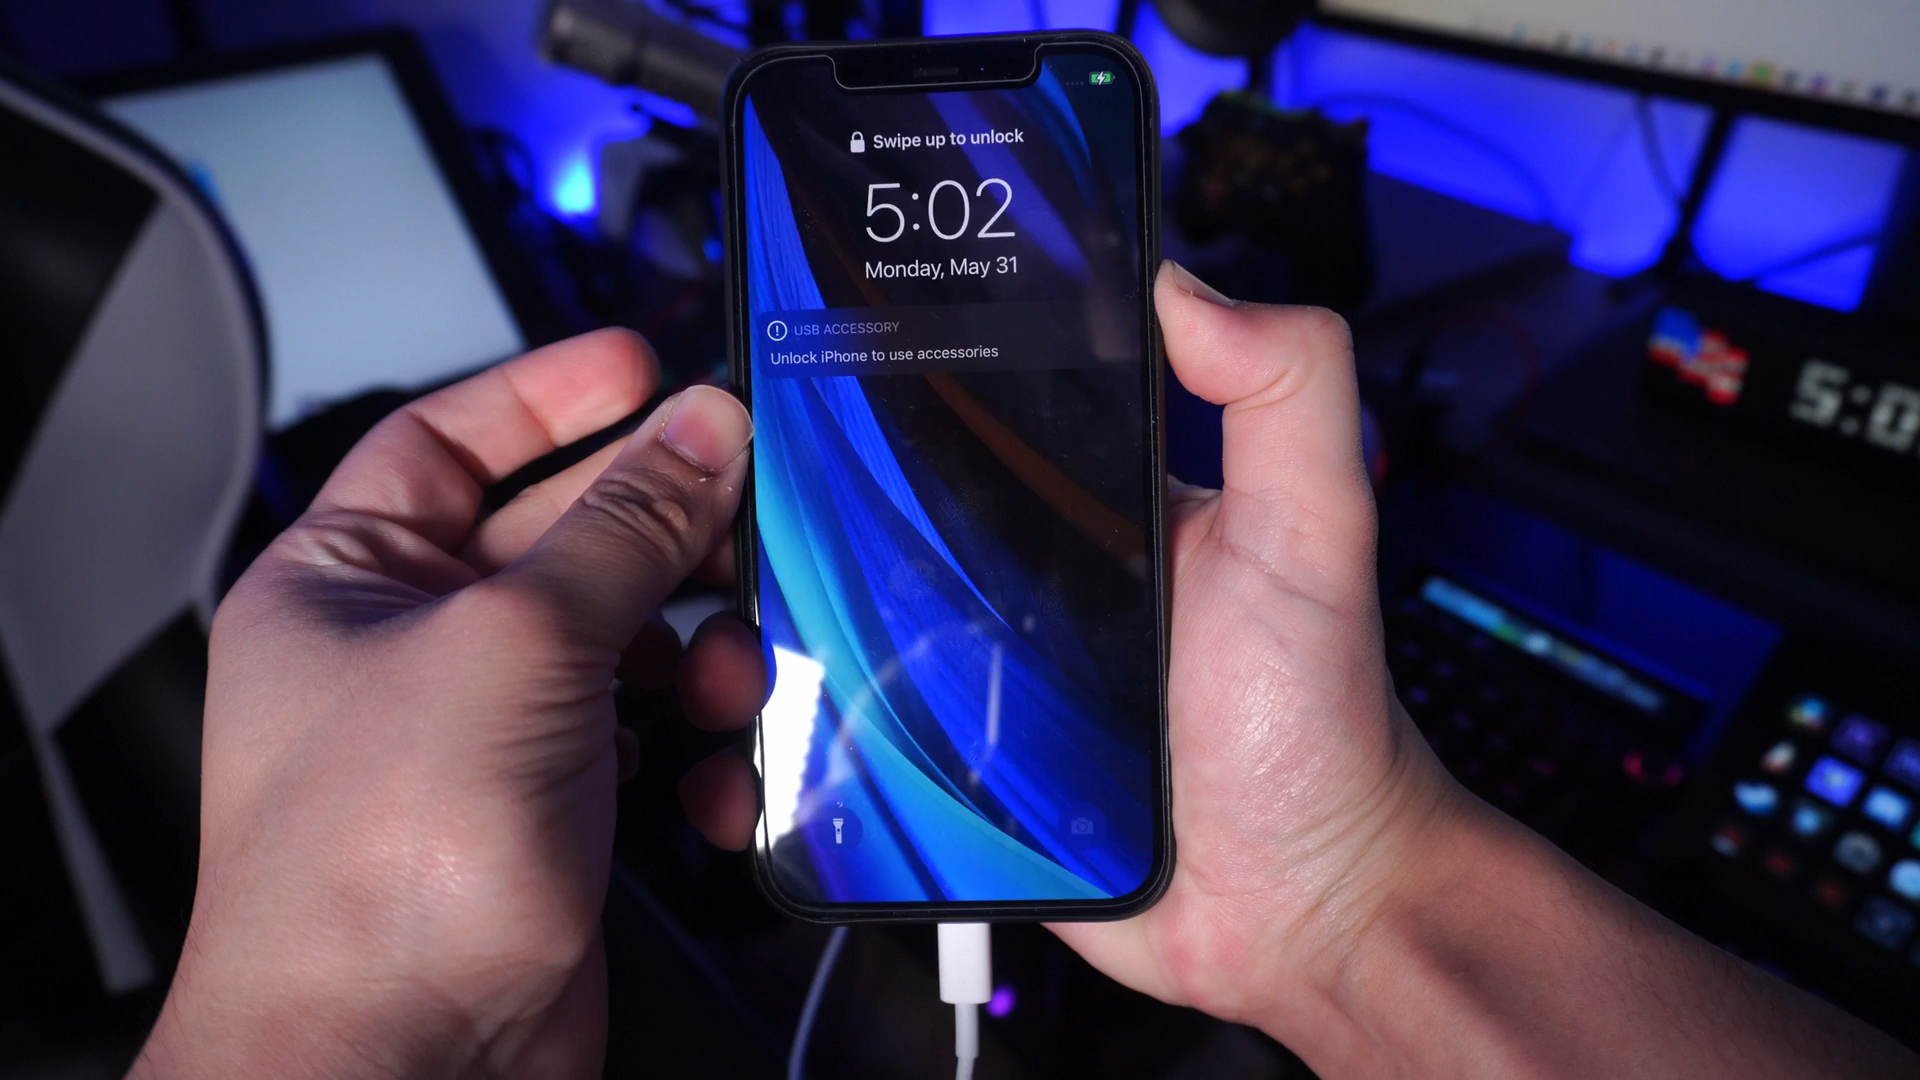 Swipe up to unlock
5:02
Monday, May 31
USB ACCESSORY
Unlock iPhone to use accessories